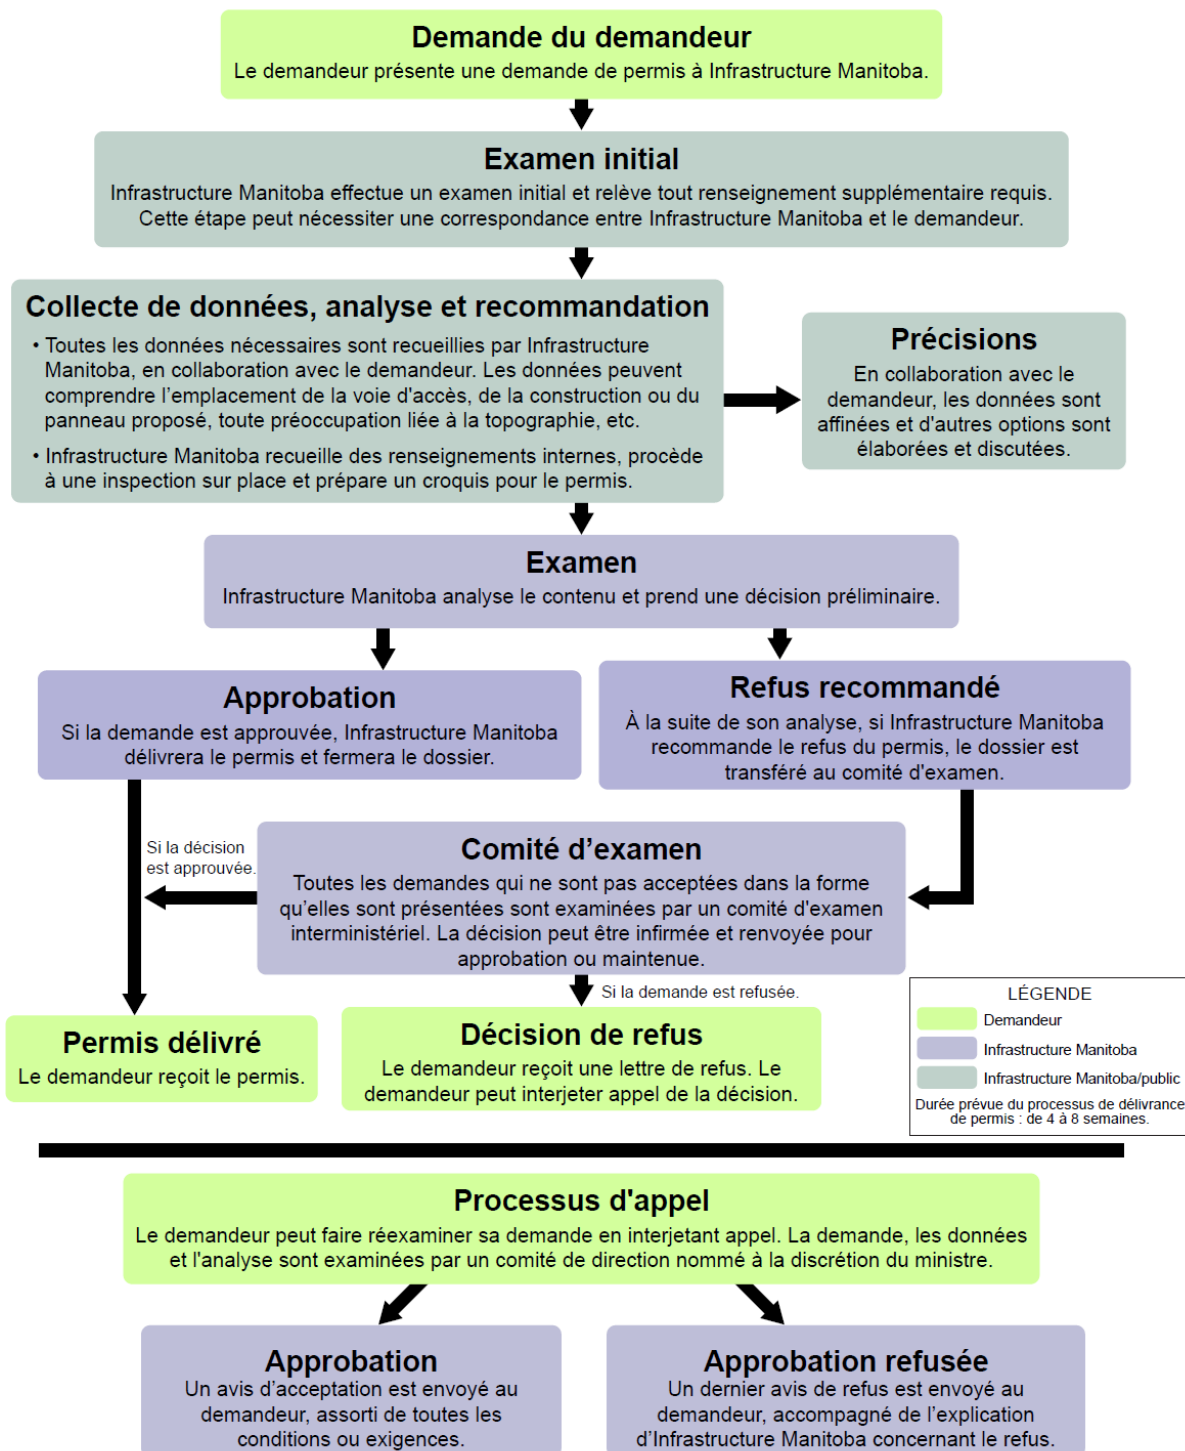 Demande du demandeur
Le demandeur présente une demande de permis à Infrastructure Manitoba.
Examen initial
Infrastructure Manitoba effectue un examen initial et relève tout renseignement supplémentaire requis.
Cette étape peut nécessiter une correspondance entre Infrastructure Manitoba et le demandeur.
Collecte de données, analyse et recommandation
• Toutes les données nécessaires sont recueillies par Infrastructure
Manitoba, en collaboration avec le demandeur. Les données peuvent
comprendre l'emplacement de la voie d'accès, de la construction ou du
panneau proposé, toute préoccupation liée à la topographie, etc.
• Infrastructure Manitoba recueille des renseignements internes, procède
à une inspection sur place et prépare un croquis pour le permis.
Précisions
En collaboration avec le
demandeur, les données sont
affinées et d'autres options sont
élaborées et discutées.
Examen
Infrastructure Manitoba analyse le contenu et prend une décision préliminaire.
Approbation
Si la demande est approuvée, Infrastructure Manitoba
délivrera le permis et fermera le dossier.
Refus recommandé
À la suite de son analyse, si Infrastructure Manitoba
recommande le refus du permis, le dossier est
transféré au comité d'examen.
Si la décision
est approuvée.
Comité d’examen
Toutes les demandes qui ne sont pas acceptées dans la forme
qu’elles sont présentées sont examinées par un comité d'examen
interministériel. La décision peut être infirmée et renvoyée pour
approbation ou maintenue.
Si la demande est refusée.
Permis délivré
Le demandeur reçoit le permis.
Décision de refus
Le demandeur reçoit une lettre de refus. Le
demandeur peut interjeter appel de la décision.
LÉGENDE
Demandeur
Infrastructure Manitoba
Infrastructure Manitoba/public
Durée prévue du processus de délivrance
de permis : de 4 à 8 semaines.
Processus d'appel
Le demandeur peut faire réexaminer sa demande en interjetant appel. La demande, les données
et l'analyse sont examinées par un comité de direction nommé à la discrétion du ministre.
Approbation
Un avis d’acceptation est envoyé au
demandeur, assorti de toutes les
conditions ou exigences.
Approbation refusée
Un dernier avis de refus est envoyé au
demandeur, accompagné de l’explication
d’Infrastructure Manitoba concernant le refus.